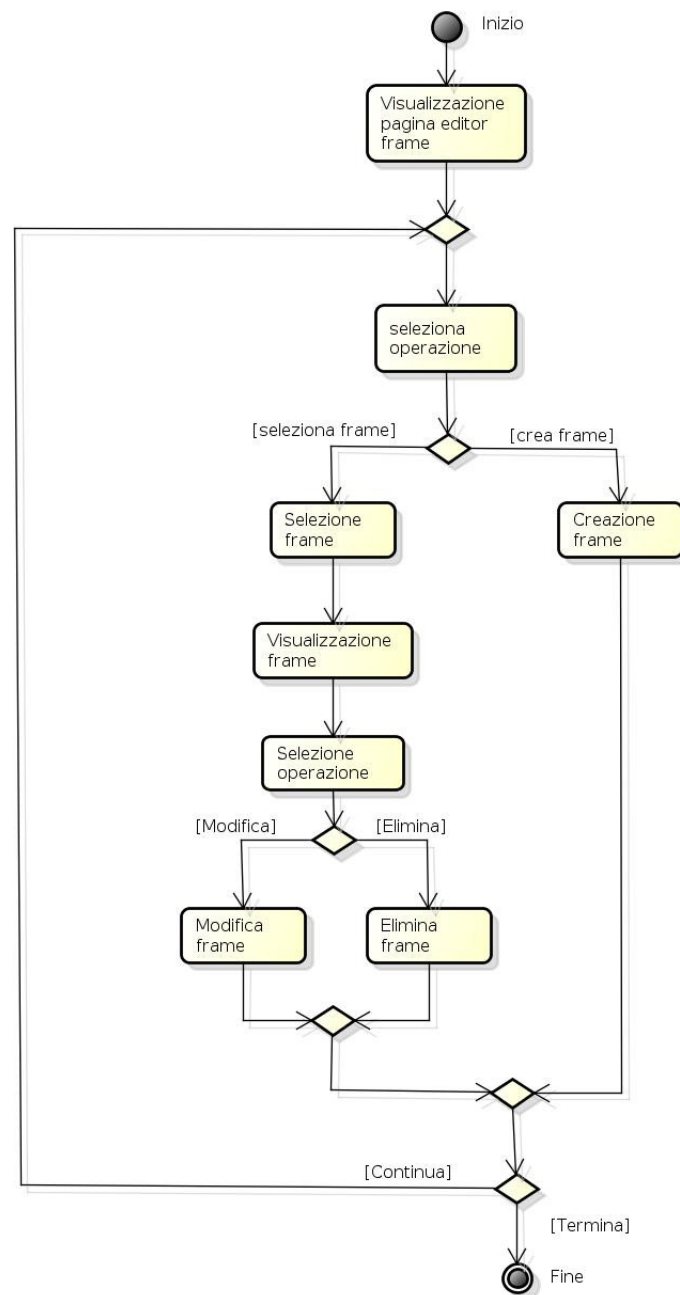 Inizio
Visualizzazione
pagina editor
frame
seleziona
operazione
[seleziona frame]
[crea frame]
Selezione
frame
Creazione
frame
Visualizzazione
frame
Selezione
operazione
[Modifica]
[Elimina]
Modifica
frame
Elimina
frame
[Continua]
[Termina]
Fine